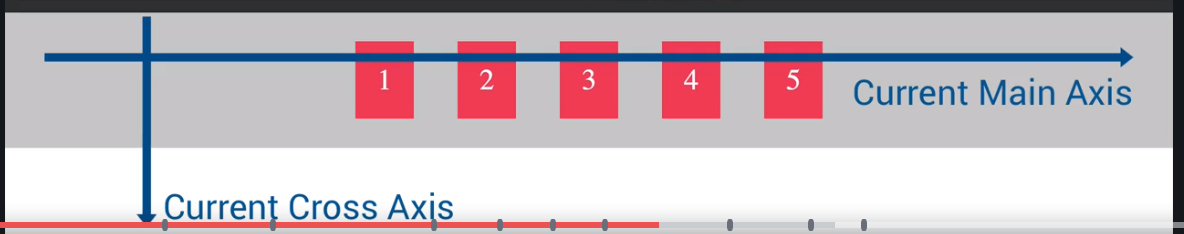 1 2 3 4 5
Current Main Axis
Current Cross Axis